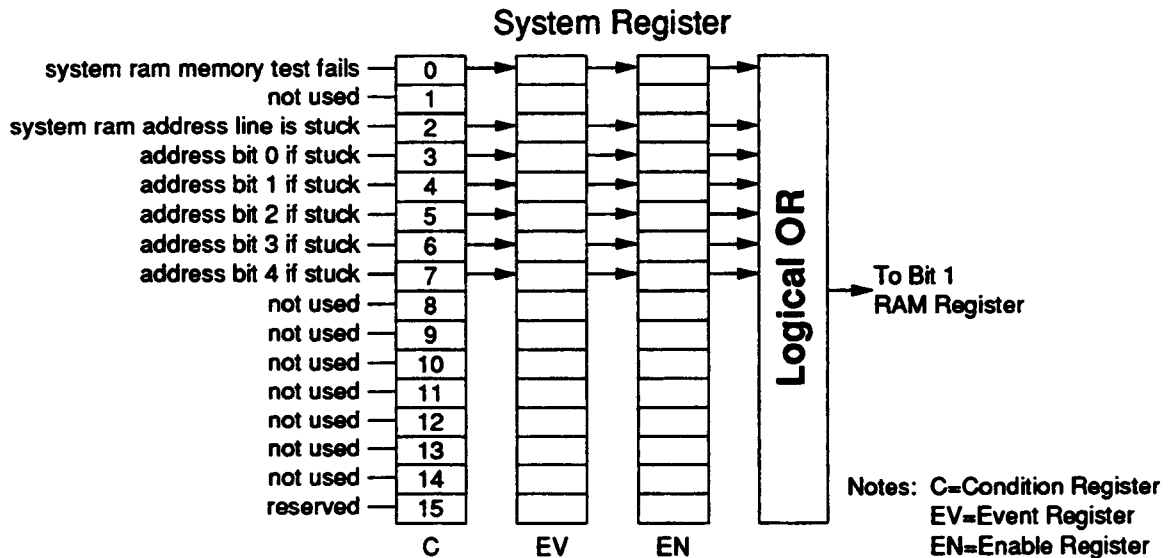 System Register
system ram memory test fails 0
not used 1
system ram address line is stuck 2
address bit 0 if stuck 3
address bit 1 if stuck 4
address bit 2 if stuck 5
address bit 3 if stuck 6
address bit 4 if stuck 7
not used 8
not used 9
not used 10
not used 11
not used 12
not used 13
not used 14
reserved 15
C EV EN
Logical OR
To Bit 1
RAM Register
Notes: C=Condition Register
EV=Event Register
EN=Enable Register